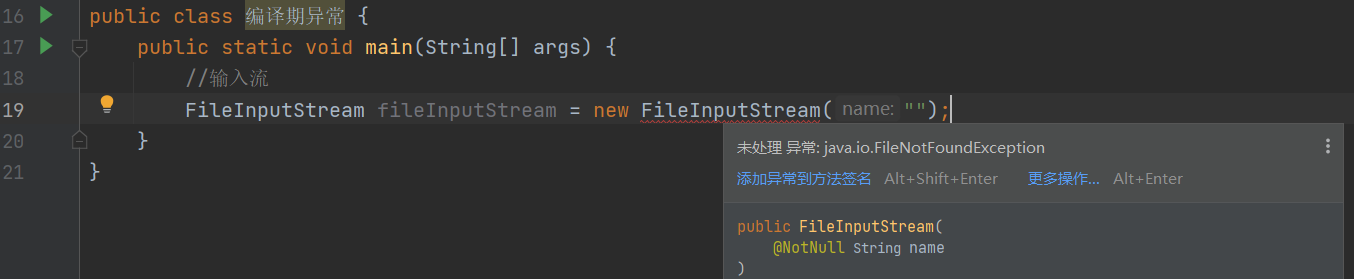 16 public class 编译期异常 {
17 public static void main(String[] args) {
18 //输入流
19 FileInputStream fileInputStream = new FileInputStream( name: "");
20 }
21 }
未处理 异常: java.io.FileNotFoundException
添加异常到方法签名 Alt+Shift+Enter 更多操作... Alt+Enter
public FileInputStream(
@NotNull String name
)